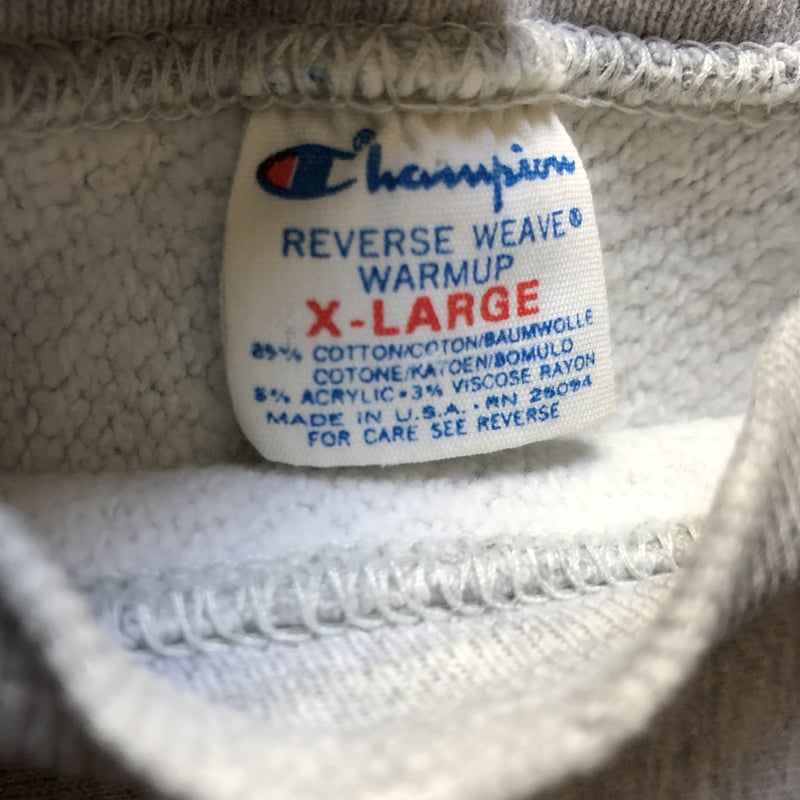 Champion®
REVERSE WEAVE®
WARMUP
X-LARGE
89% COTTON/COTON/BAUMWOLLE
COTONE/KATOEN/BOMULD
8% ACRYLIC • 3% VISCOSE RAYON
MADE IN U.S.A. • RN 26094
FOR CARE SEE REVERSE